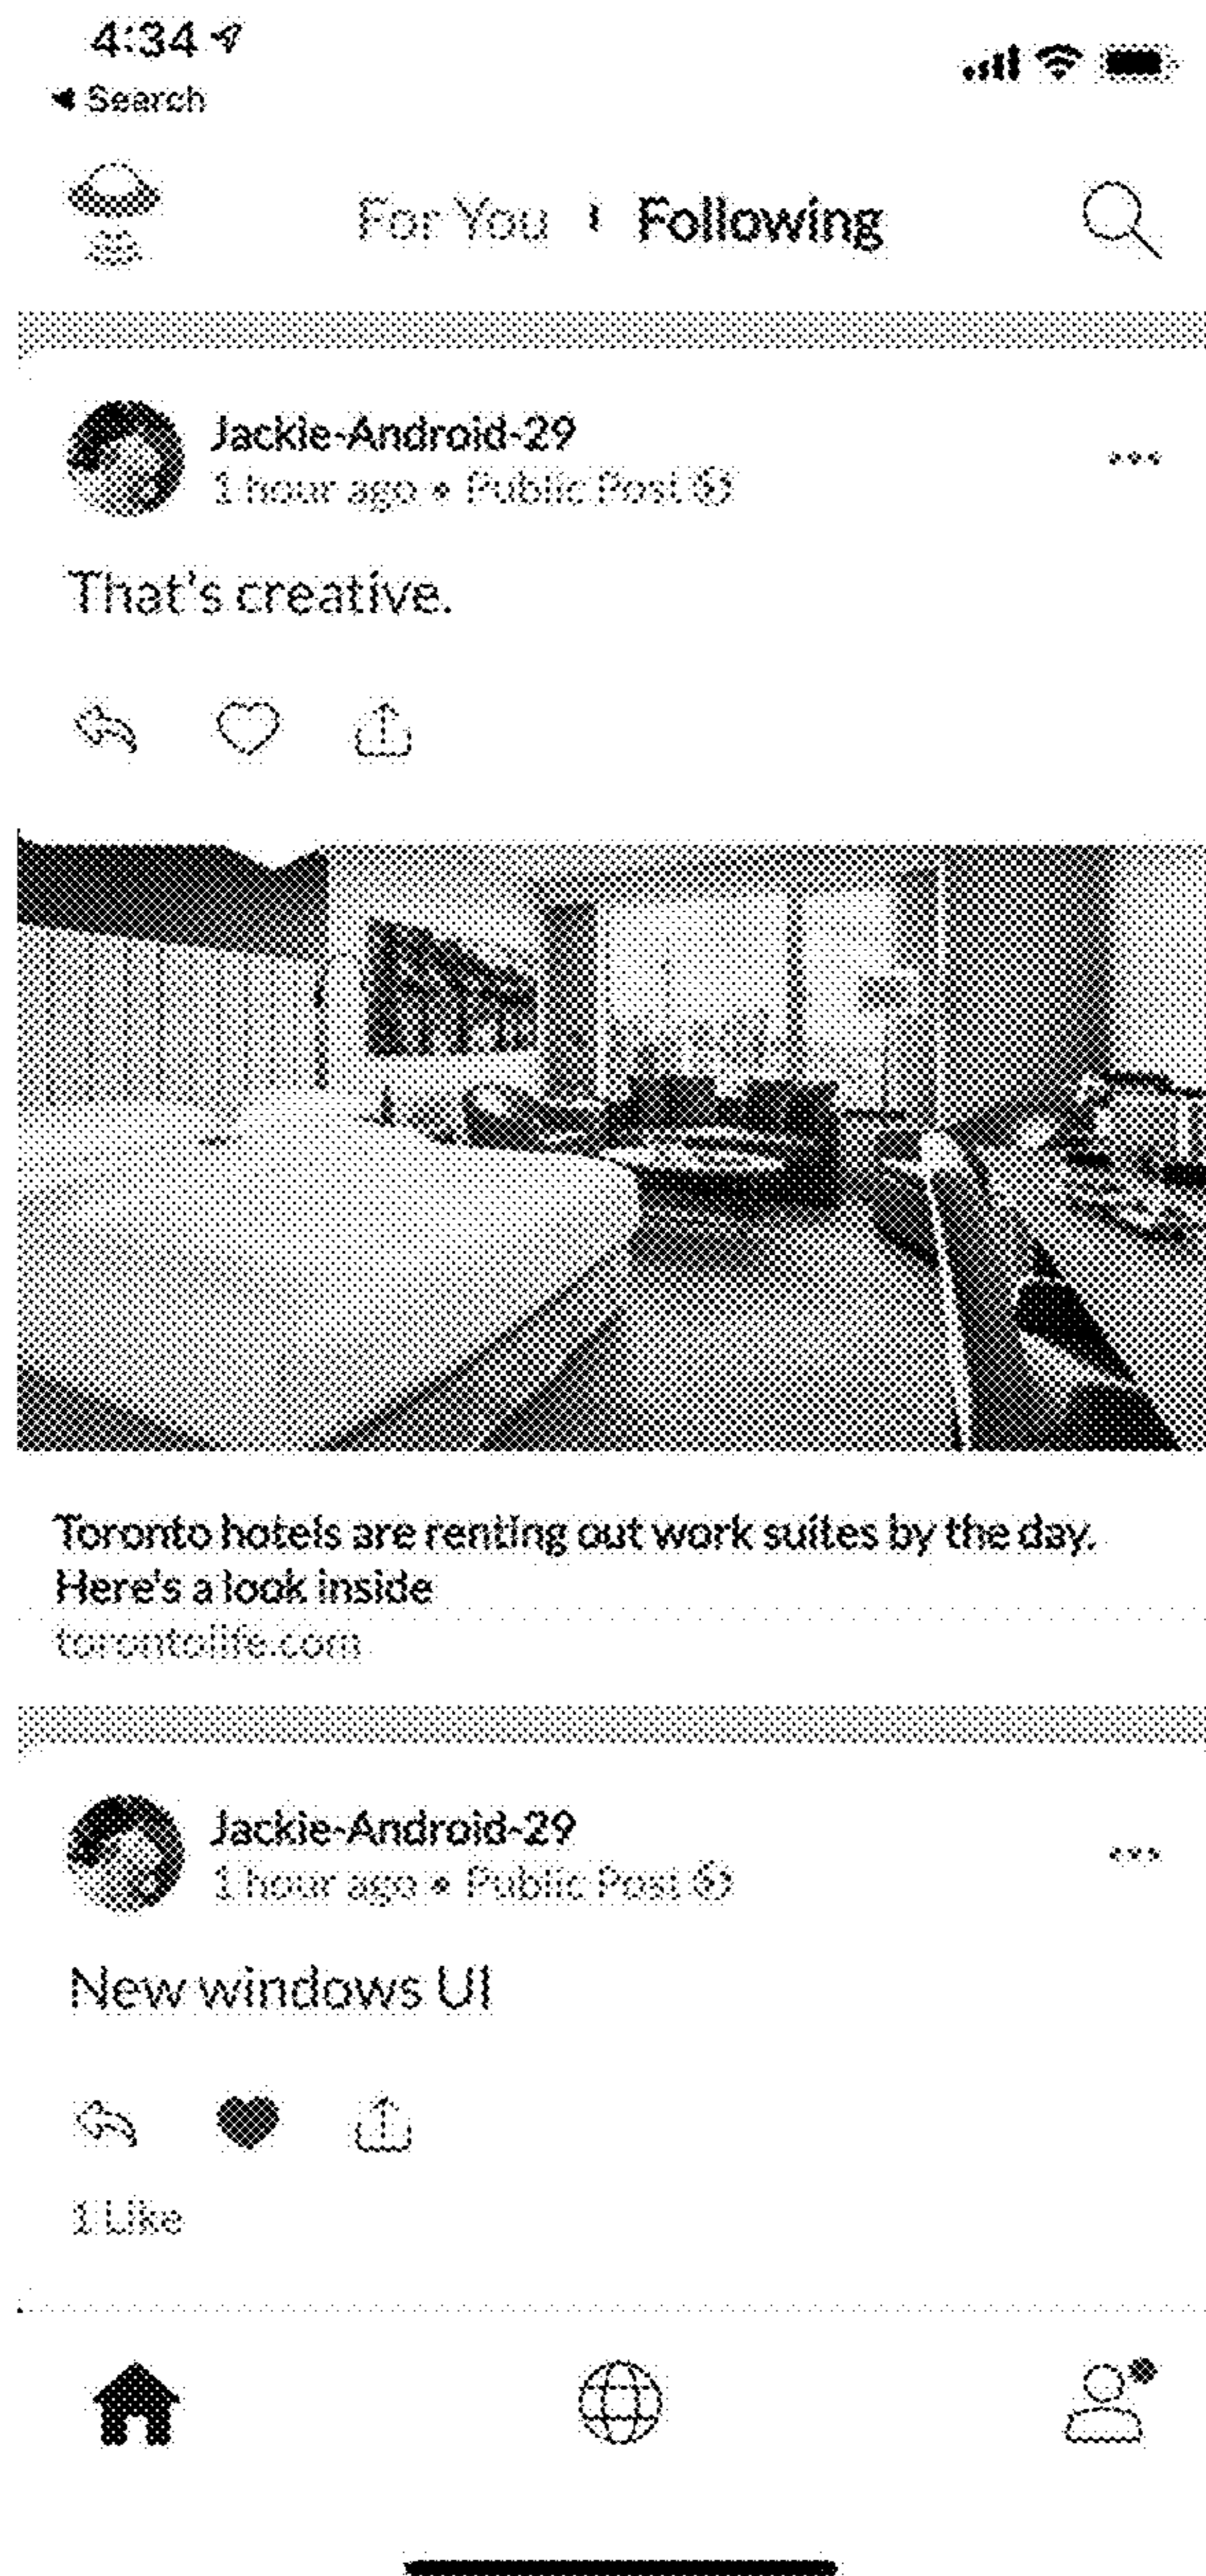 4:34
Search
For You
Following
Jackie-Android-29
1 hour ago • Public Post
That's creative.
Toronto hotels are renting out work suites by the day.
Here's a look inside
torontolife.com
Jackie-Android-29
1 hour ago • Public Post
New windows UI
1 Like